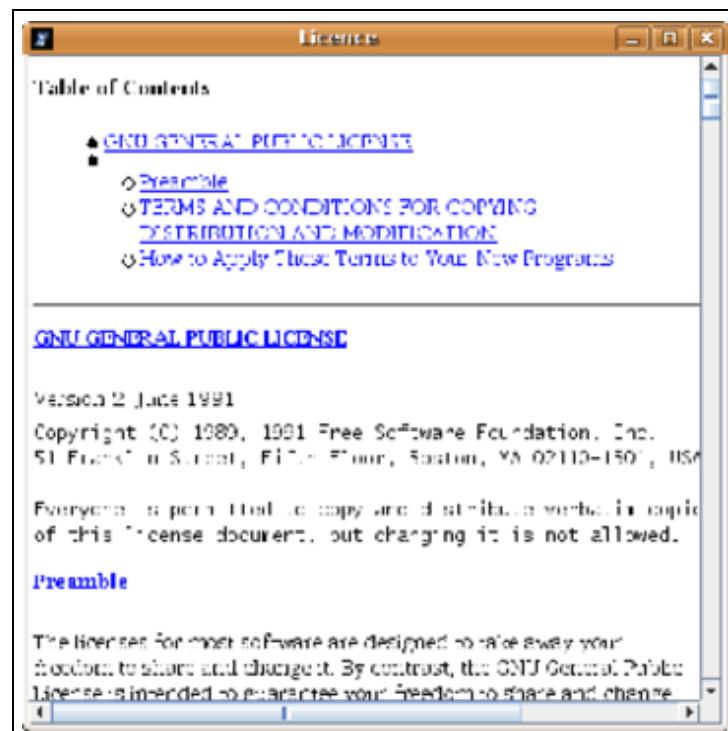 Licence
Table of Contents
GNU GENERAL PUBLIC LICENSE
Preamble
TERMS AND CONDITIONS FOR COPYING
DISTRIBUTION AND MODIFICATION
How to Apply These Terms to Your New Programs
GNU GENERAL PUBLIC LICENSE
Version 2 June 1991
Copyright (C) 1989, 1991 Free Software Foundation, Inc.
51 Franklin Street, Fifth Floor, Boston, MA 02110-1301, USA
Everyone is permitted to copy and distribute verbatim copie
of this license document, but changing it is not allowed.
Preamble
The licenses for most software are designed to take away your
freedom to share and change it. By contrast, the GNU General Public
License is intended to guarantee your freedom to share and change